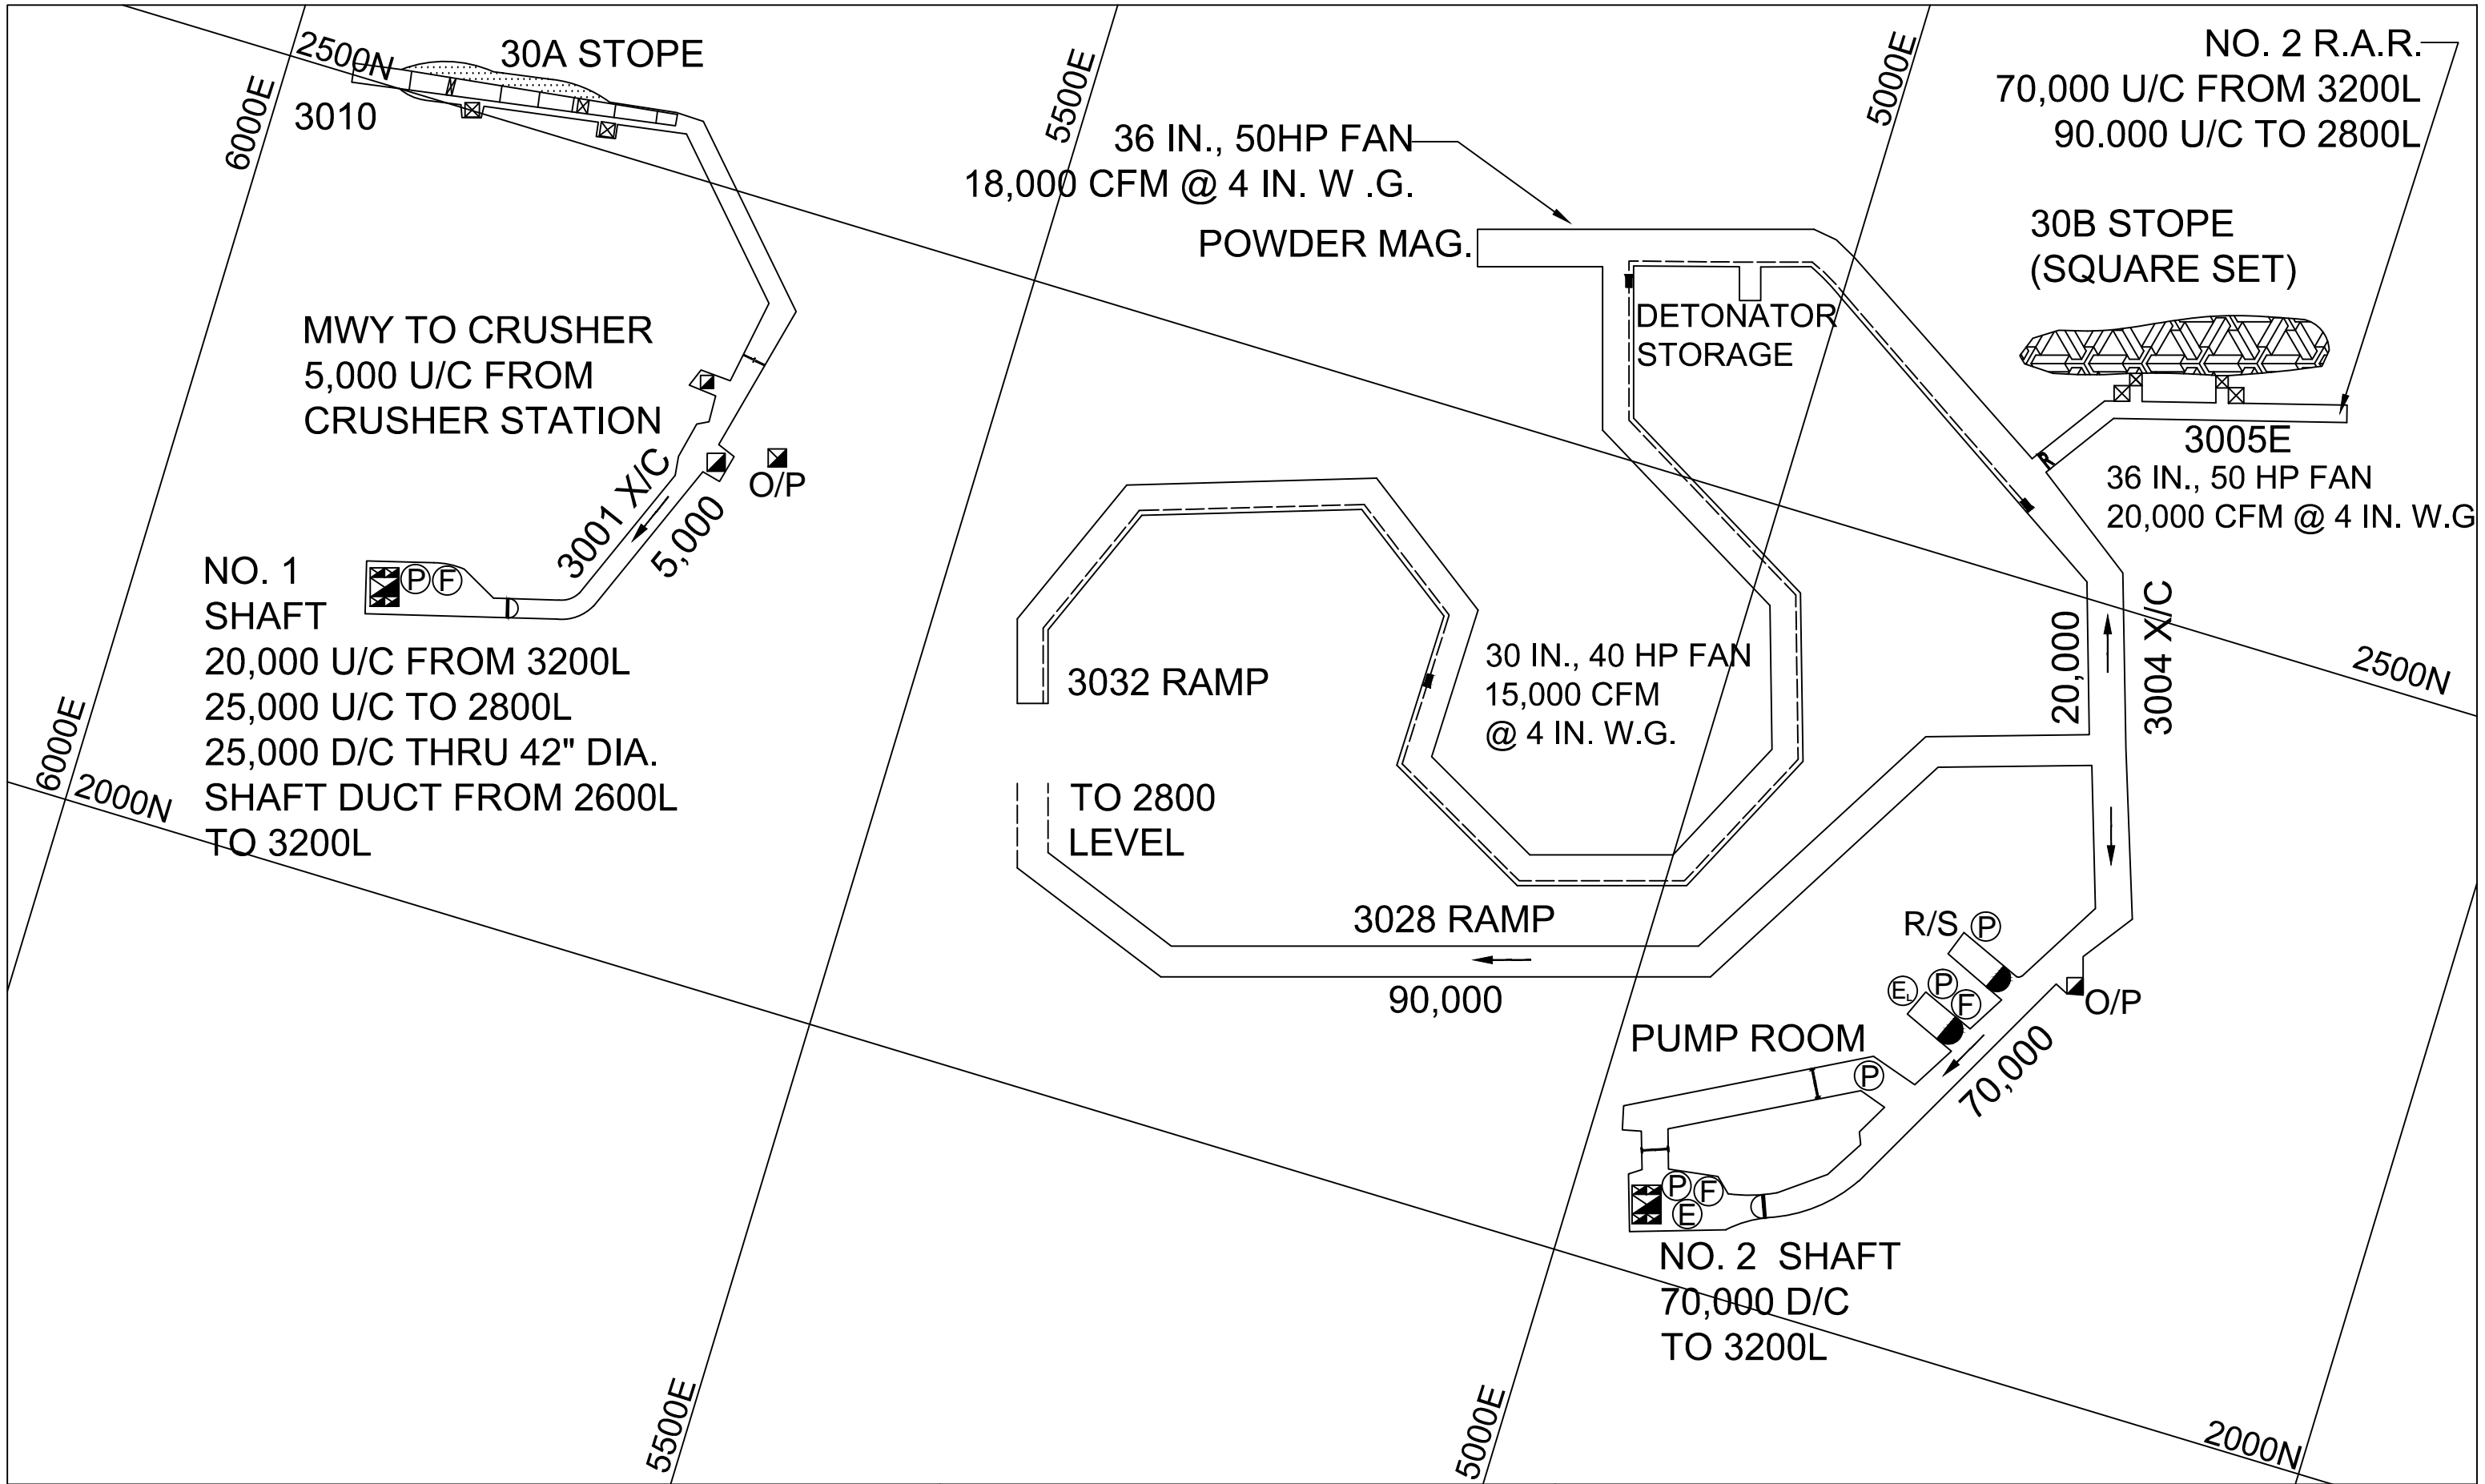 2500N
30A STOPE
3010
6000E
5500E
5000E
NO. 2 R.A.R.
70,000 U/C FROM 3200L
90.000 U/C TO 2800L
36 IN., 50HP FAN
18,000 CFM @ 4 IN. W .G.
POWDER MAG.
30B STOPE
(SQUARE SET)
DETONATOR
STORAGE
MWY TO CRUSHER
5,000 U/C FROM
CRUSHER STATION
3001 X/C
5,000
O/P
3005E
36 IN., 50 HP FAN
20,000 CFM @ 4 IN. W.G
R
NO. 1
SHAFT
20,000 U/C FROM 3200L
25,000 U/C TO 2800L
25,000 D/C THRU 42" DIA.
SHAFT DUCT FROM 2600L
TO 3200L
P F
3032 RAMP
30 IN., 40 HP FAN
15,000 CFM
@ 4 IN. W.G.
20,000
3004 X/C
2500N
6000E
2000N
TO 2800
LEVEL
3028 RAMP
90,000
R/S P
EL P F
O/P
PUMP ROOM
P
70,000
P F
E
NO. 2 SHAFT
70,000 D/C
TO 3200L
5500E
5000E
2000N